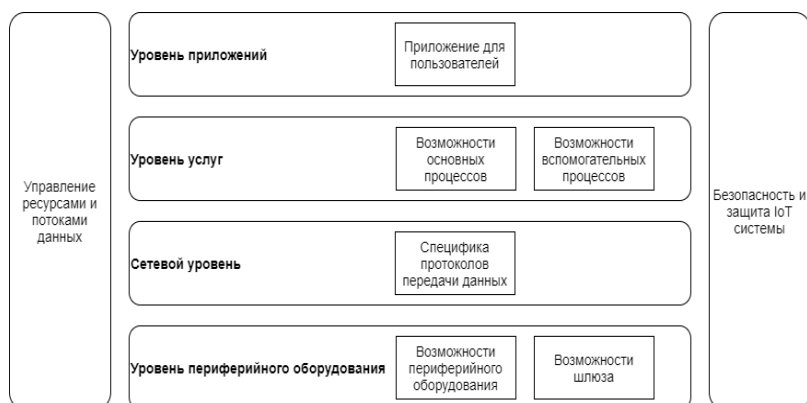 Управление
ресурсами и
потоками
данных
Уровень приложений
Приложение для
пользователей
Уровень услуг
Возможности
основных
процессов
Возможности
вспомогательных
процессов
Сетевой уровень
Специфика
протоколов
передачи данных
Уровень периферийного оборудования
Возможности
периферийного
оборудования
Возможности
шлюза
Безопасность и
защита IoT
системы